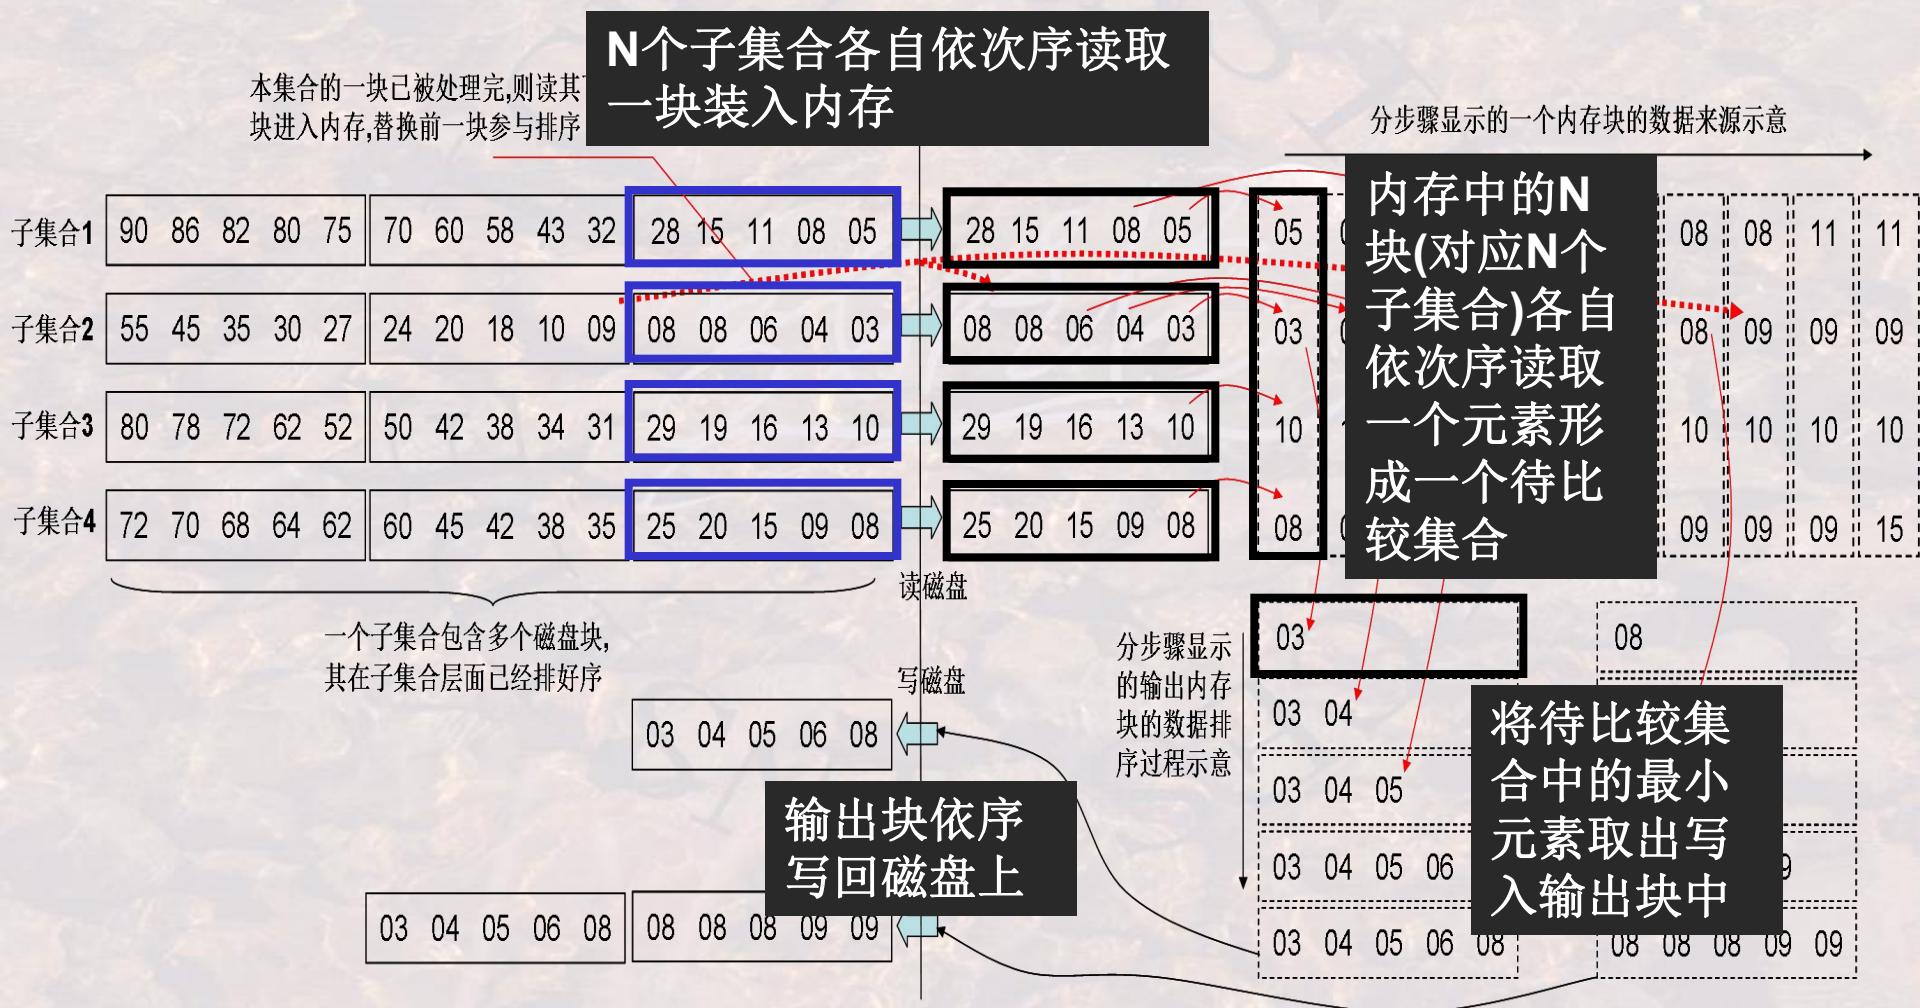 N个子集合各自依次序读取
一块装入内存
本集合的一块已被处理完,则读其
块进入内存,替换前一块参与排序
分步骤显示的一个内存块的数据来源示意
内存中的N
块(对应N个
子集合)各自
依次序读取
一个元素形
成一个待比
较集合
子集合1 90 86 82 80 75 70 60 58 43 32 28 15 11 08 05 28 15 11 08 05 05 08 08 11 11
子集合2 55 45 35 30 27 24 20 18 10 09 08 08 06 04 03 08 08 06 04 03 03 08 09 09 09
子集合3 80 78 72 62 52 50 42 38 34 31 29 19 16 13 10 29 19 16 13 10 10 10 10 10 10
子集合4 72 70 68 64 62 60 45 42 38 35 25 20 15 09 08 25 20 15 09 08 08 09 09 09 15
读磁盘
一个子集合包含多个磁盘块,
其在子集合层面已经排好序
写磁盘
分步骤显示
的输出内存
块的数据排
序过程示意
03
08
03 04
03 04 05
03 04 05 06
03 04 05 06 08
08 08 08 09 09
将待比较集
合中的最小
元素取出写
入输出块中
03 04 05 06 08
输出块依序
写回磁盘上
03 04 05 06 08 08 08 08 09 09